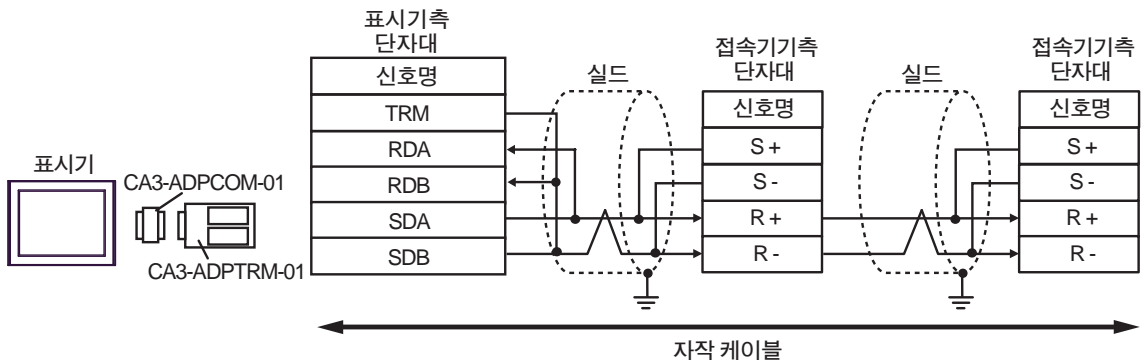 표시기
CA3-ADPCOM-01
CA3-ADPTRM-01
표시기측
단자대
신호명
TRM
RDA
RDB
SDA
SDB
실드
접속기기측
단자대
신호명
S +
S -
R +
R -
실드
접속기기측
단자대
신호명
S +
S -
R +
R -
자작 케이블